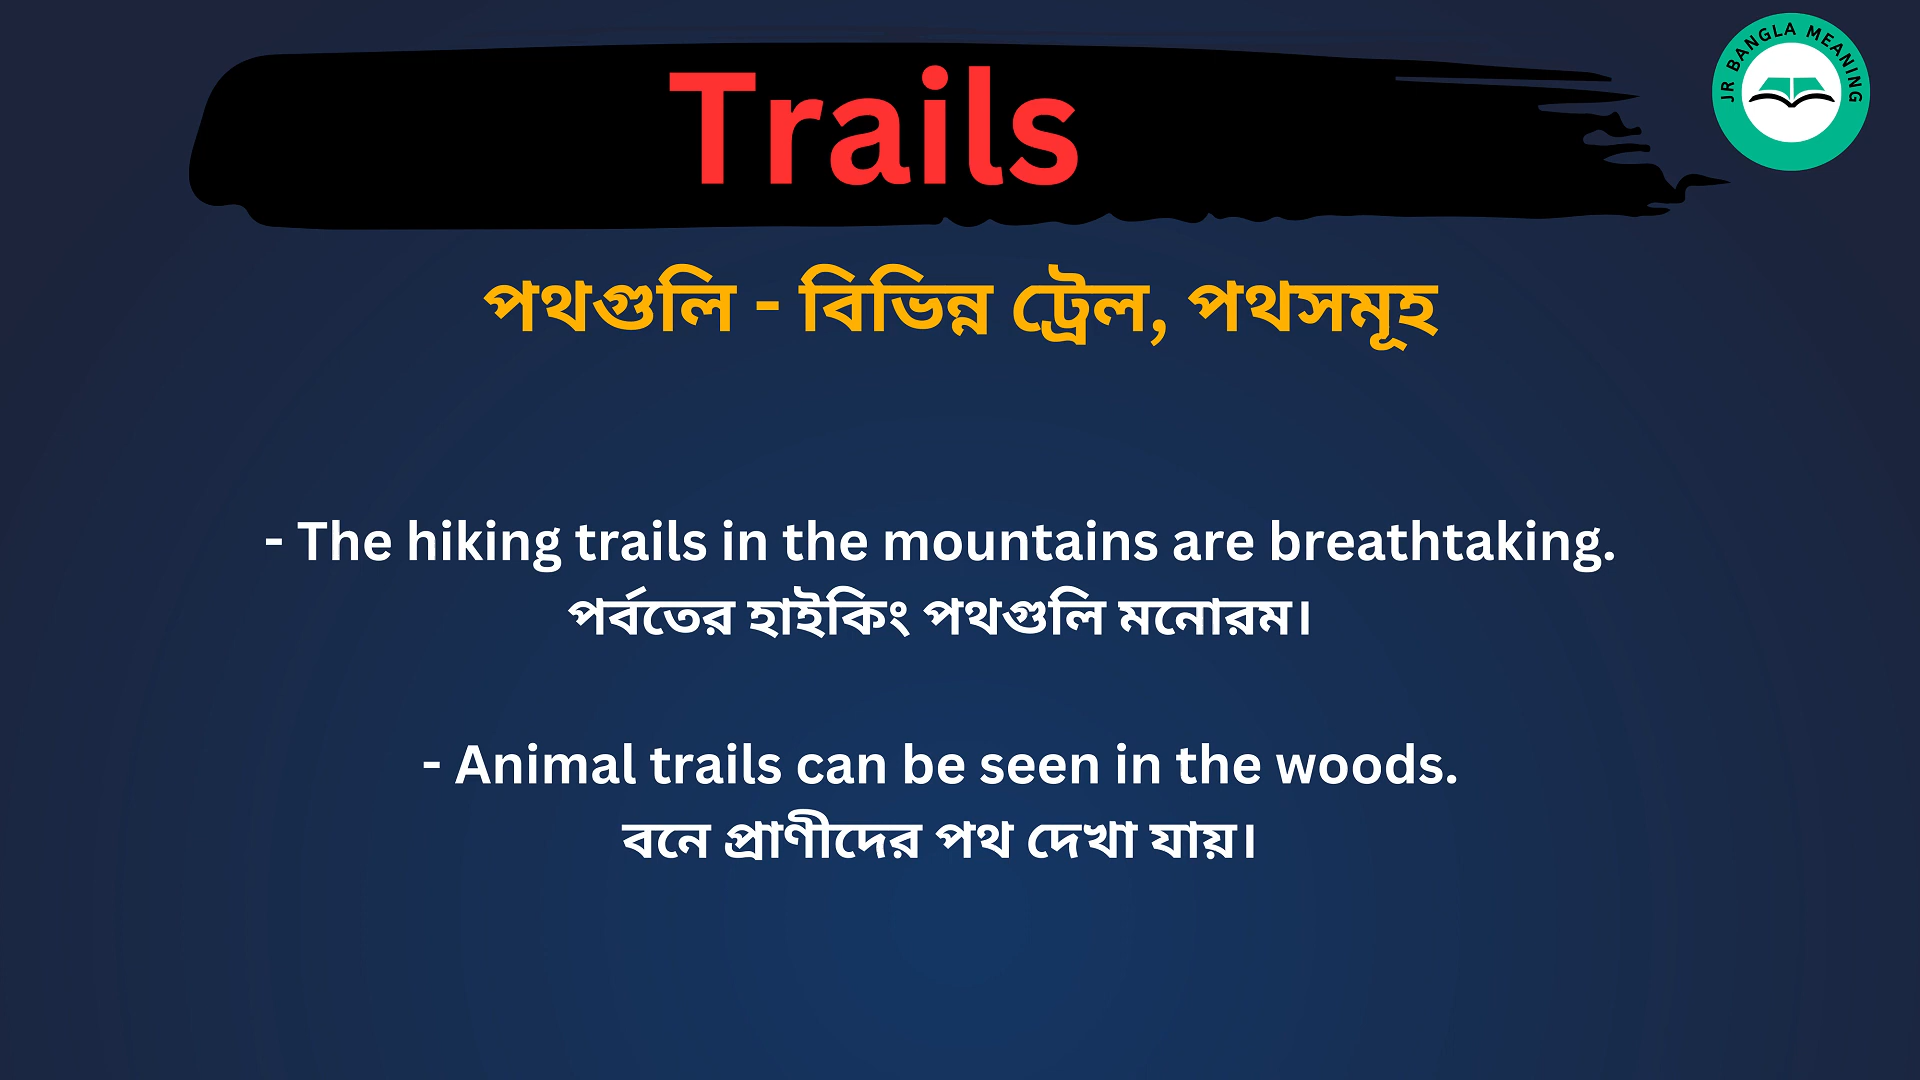 Trails
JR BANGLA MEANING
পথগুলি - বিভিন্ন ট্রেল, পথসমূহ
- The hiking trails in the mountains are breathtaking.
পর্বতের হাইকিং পথগুলি মনোরম।
- Animal trails can be seen in the woods.
বনে প্রাণীদের পথ দেখা যায়।